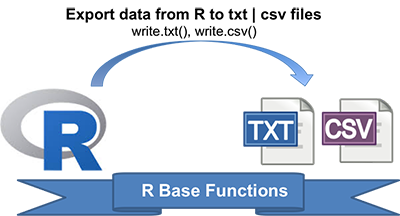 Export data from R to txt | csv files
write.txt(), write.csv()
R
TXT
CSV
R Base Functions